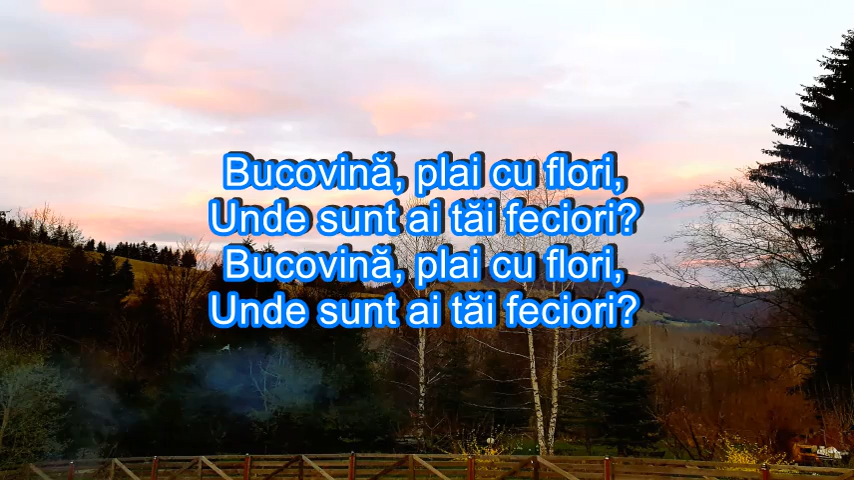 Bucovină, plai cu flori,
Unde sunt ai tăi feciori?
Bucovină, plai cu flori,
Unde sunt ai tăi feciori?